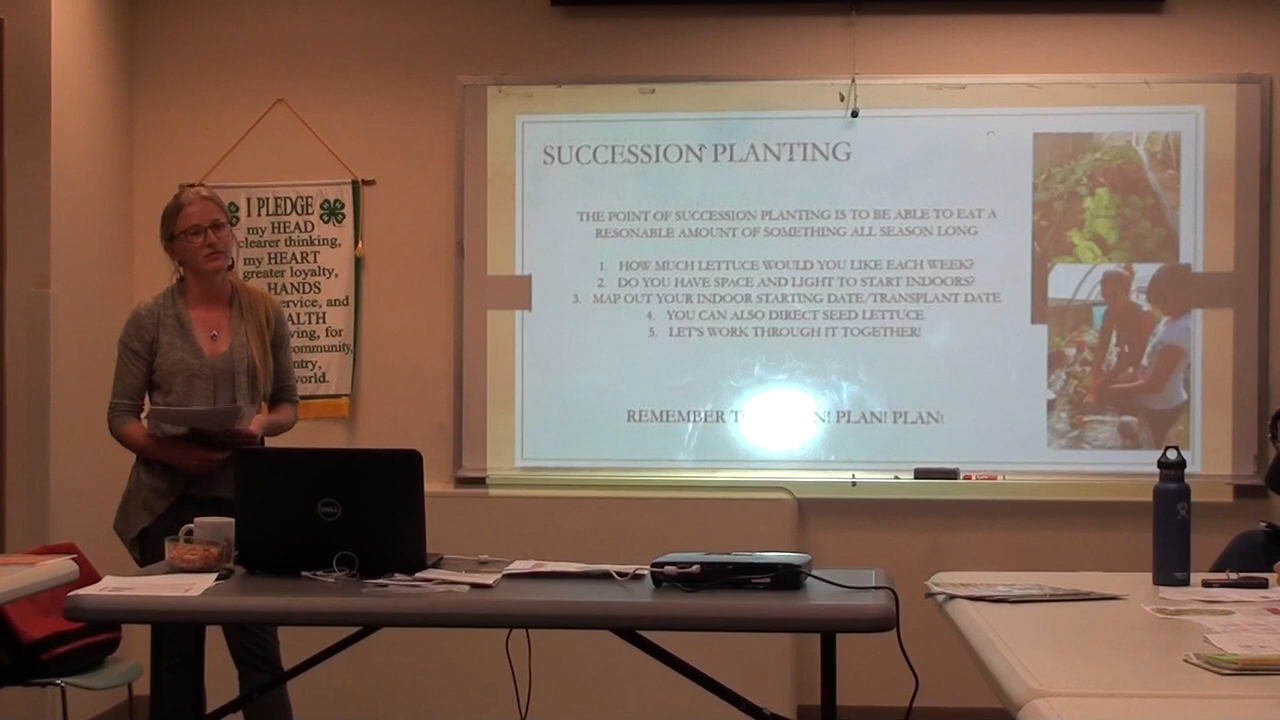 I PLEDGE
my HEAD
clearer thinking,
my HEART
greater loyalty,
HANDS
service, and
for
community,
world.
SUCCESSION PLANTING
THE POINT OF SUCCESSION PLANTING IS TO BE ABLE TO EAT A
RESONABLE AMOUNT OF SOMETHING ALL SEASON LONG
1. HOW MUCH LETTUCE WOULD YOU LIKE EACH WEEK?
2. DO YOU HAVE SPACE AND LIGHT TO START INDOORS?
3. MAP OUT YOUR INDOOR STARTING DATE/TRANSPLANT DATE
4. YOU CAN ALSO DIRECT SEED LETTUCE
5. LET'S WORK THROUGH IT TOGETHER!
REMEMBER PLAN! PLAN!
DELL